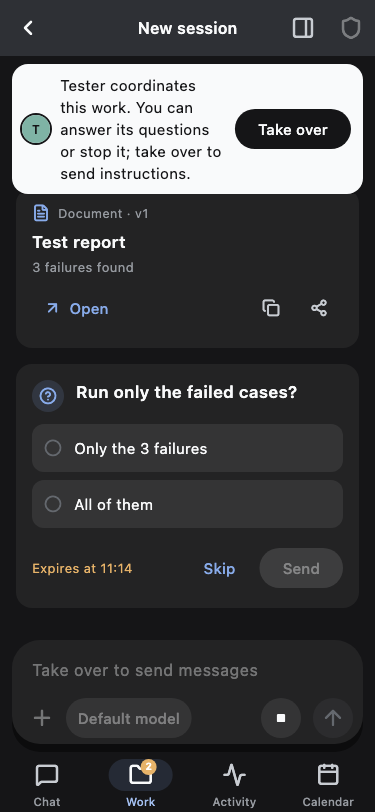 New session
T
Tester coordinates
this work. You can
answer its questions
or stop it; take over to
send instructions.
Take over
Document · v1
Test report
3 failures found
Open
Run only the failed cases?
Only the 3 failures
All of them
Expires at 11:14
Skip
Send
Take over to send messages
Default model
2
Chat
Work
Activity
Calendar